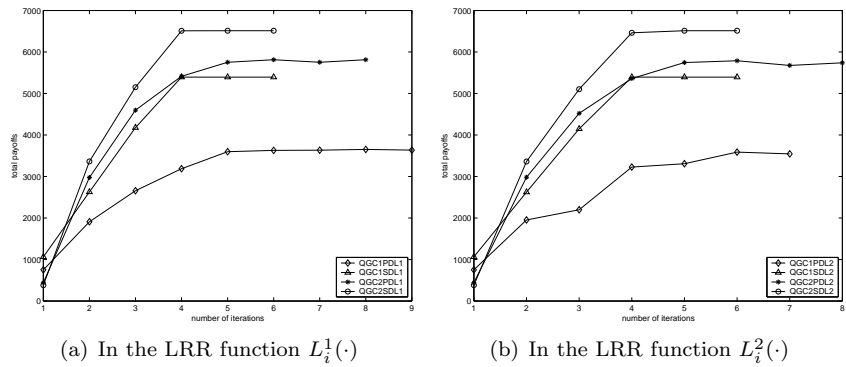 7000
6000
5000
4000
3000
2000
1000
0
total payoffs
1 2 3 4 5 6 7 8 9
number of iterations
QGC1PDL1
QGC1SDL1
QGC2PDL1
QGC2SDL1
(a) In the LRR function $L_i^1(\cdot)$
7000
6000
5000
4000
3000
2000
1000
0
total payoffs
1 2 3 4 5 6 7 8
number of iterations
QGC1PDL2
QGC1SDL2
QGC2PDL2
QGC2SDL2
(b) In the LRR function $L_i^2(\cdot)$